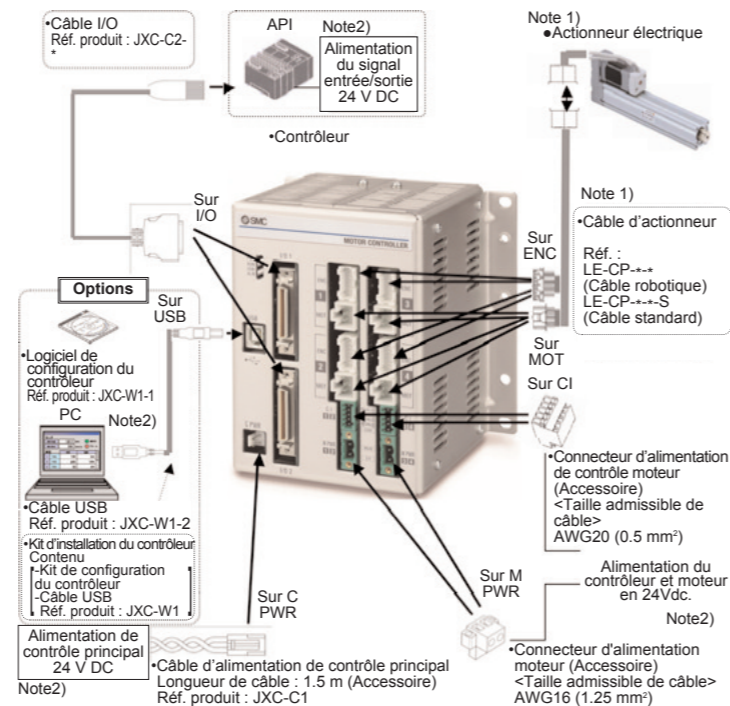 •Câble I/O
Réf. produit : JXC-C2-
*
API
Note2)
Alimentation
du signal
entrée/sortie
24 V DC
Note 1)
●Actionneur électrique
•Contrôleur
Sur
I/O
SMC
MOTOR CONTROLLER
I/O 1
Note 1)
•Câble d'actionneur
Réf. :
LE-CP-*-*
(Câble robotique)
LE-CP-*-*-S
(Câble standard)
Sur
ENC
Sur
MOT
Options
Sur
USB
•Logiciel de
configuration du
contrôleur
Réf. produit : JXC-W1-1
PC
Note2)
•Câble USB
Réf. produit : JXC-W1-2
•Kit d'installation du contrôleur
Contenu
-Kit de configuration
du contrôleur
-Câble USB
Réf. produit : JXC-W1
1
2
3
4
C PWR
I/O 2
Sur CI
•Connecteur d'alimentation
de contrôle moteur
(Accessoire)
<Taille admissible de
câble>
AWG20 (0.5 mm²)
Sur C
PWR
Sur M
PWR
Alimentation du
contrôleur et moteur
en 24Vdc.
Note2)
Alimentation de
contrôle principal
24 V DC
Note2)
•Câble d'alimentation de contrôle principal
Longueur de câble : 1.5 m (Accessoire)
Réf. produit : JXC-C1
•Connecteur d'alimentation
moteur (Accessoire)
<Taille admissible de câble>
AWG16 (1.25 mm²)